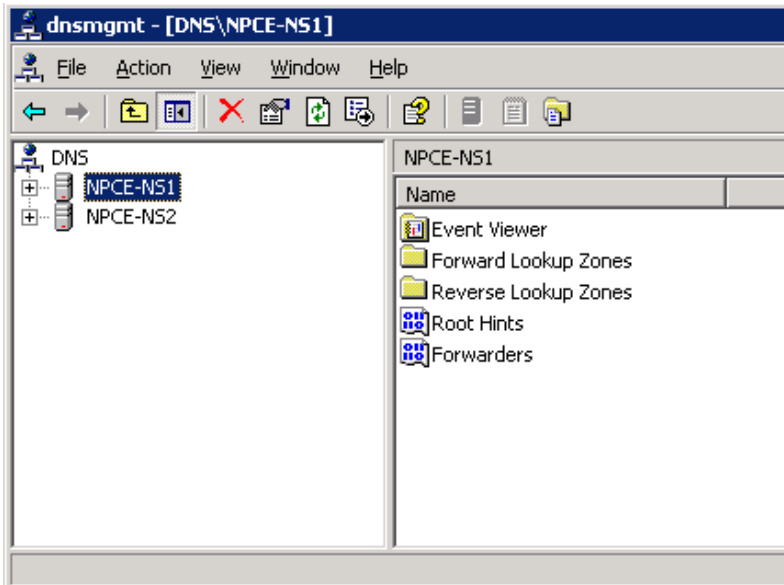 dnsmgmt - [DNS\NPCE-NS1]
File Action View Window Help
DNS
NPCE-NS1
NPCE-NS2
NPCE-NS1
Name
Event Viewer
Forward Lookup Zones
Reverse Lookup Zones
Root Hints
Forwarders